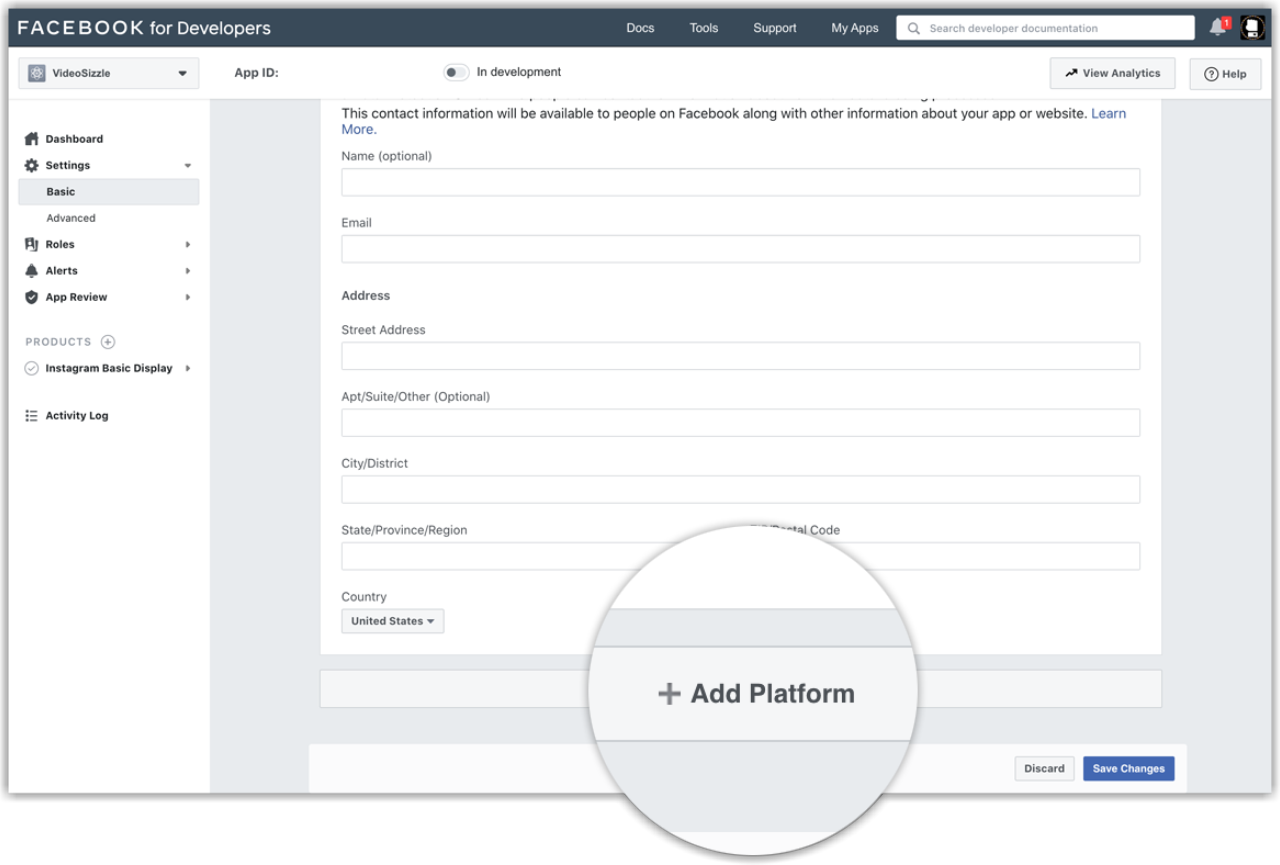 FACEBOOK for Developers
Docs Tools Support My Apps Search developer documentation 1
VideoSizzle App ID: In development View Analytics Help
This contact information will be available to people on Facebook along with other information about your app or website. Learn
More.
Dashboard
Settings
Basic
Advanced
Roles
Alerts
App Review
PRODUCTS
Instagram Basic Display
Activity Log
Name (optional)
Email
Address
Street Address
Apt/Suite/Other (Optional)
City/District
State/Province/Region
Code
Country
United States
+ Add Platform
Discard Save Changes